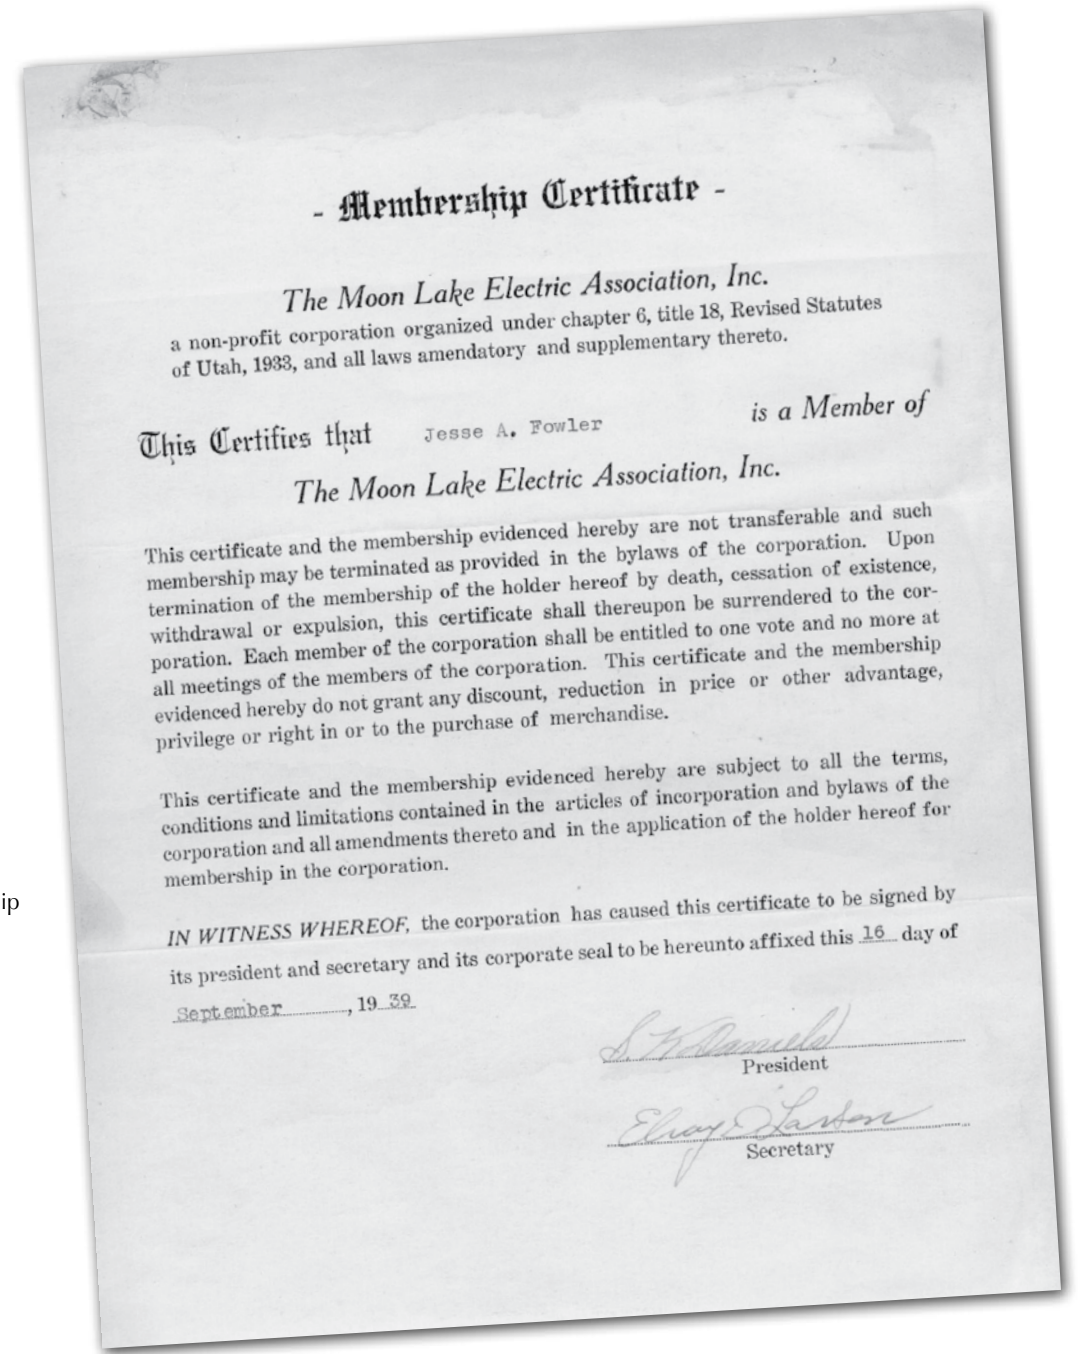 - Membership Certificate -
The Moon Lake Electric Association, Inc.
a non-profit corporation organized under chapter 6, title 18, Revised Statutes
of Utah, 1933, and all laws amendatory and supplementary thereto.
This Certifies that Jesse A. Fowler is a Member of
The Moon Lake Electric Association, Inc.
This certificate and the membership evidenced hereby are not transferable and such
membership may be terminated as provided in the bylaws of the corporation. Upon
termination of the membership of the holder hereof by death, cessation of existence,
withdrawal or expulsion, this certificate shall thereupon be surrendered to the cor-
poration. Each member of the corporation shall be entitled to one vote and no more at
all meetings of the members of the corporation. This certificate and the membership
evidenced hereby do not grant any discount, reduction in price or other advantage,
privilege or right in or to the purchase of merchandise.
This certificate and the membership evidenced hereby are subject to all the terms,
conditions and limitations contained in the articles of incorporation and bylaws of the
corporation and all amendments thereto and in the application of the holder hereof for
membership in the corporation.
ip
IN WITNESS WHEREOF, the corporation has caused this certificate to be signed by
its president and secretary and its corporate seal to be hereunto affixed this 16 day of
September, 19 39
S. K. Daniels
President
Elroy D Larson
Secretary